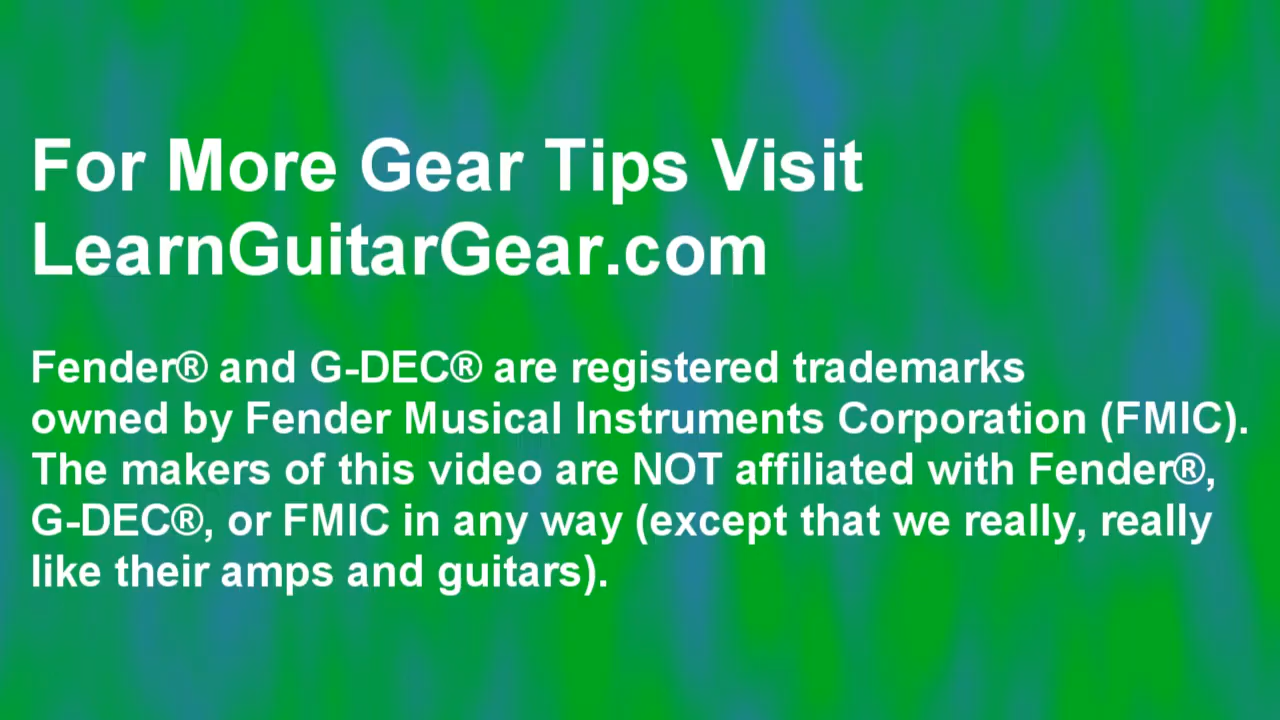 For More Gear Tips Visit
LearnGuitarGear.com
Fender® and G-DEC® are registered trademarks
owned by Fender Musical Instruments Corporation (FMIC).
The makers of this video are NOT affiliated with Fender®,
G-DEC®, or FMIC in any way (except that we really, really
like their amps and guitars).